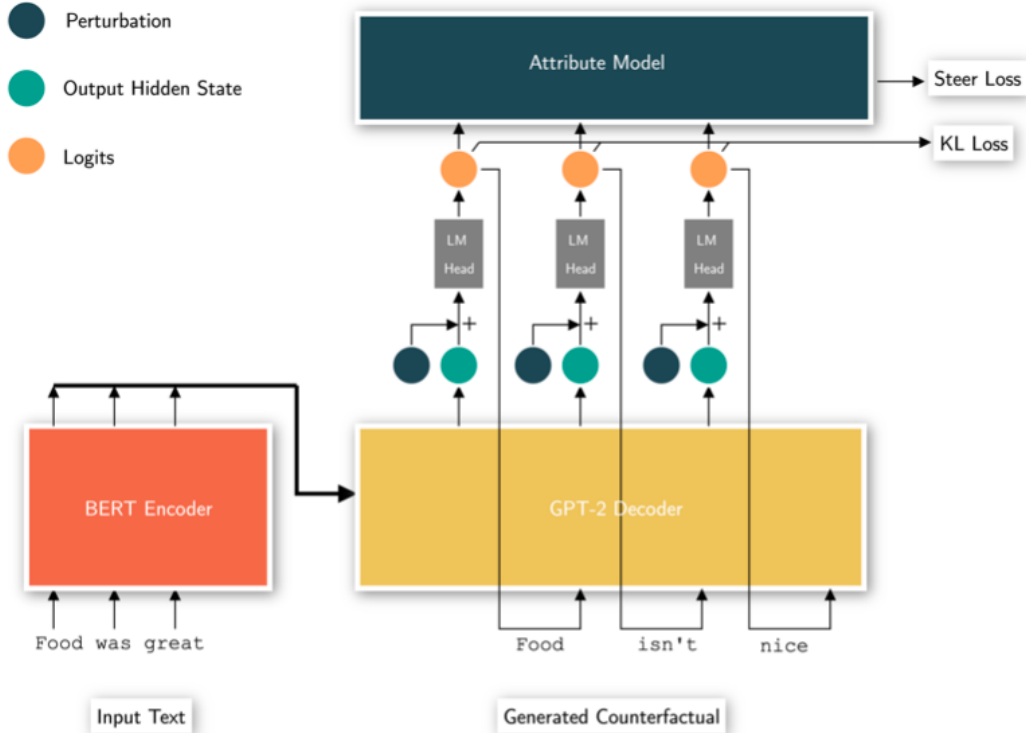 Perturbation
Output Hidden State
Logits
Attribute Model
Steer Loss
KL Loss
LM
Head
LM
Head
LM
Head
+
+
+
BERT Encoder
GPT-2 Decoder
Food was great
Food
isn't
nice
Input Text
Generated Counterfactual